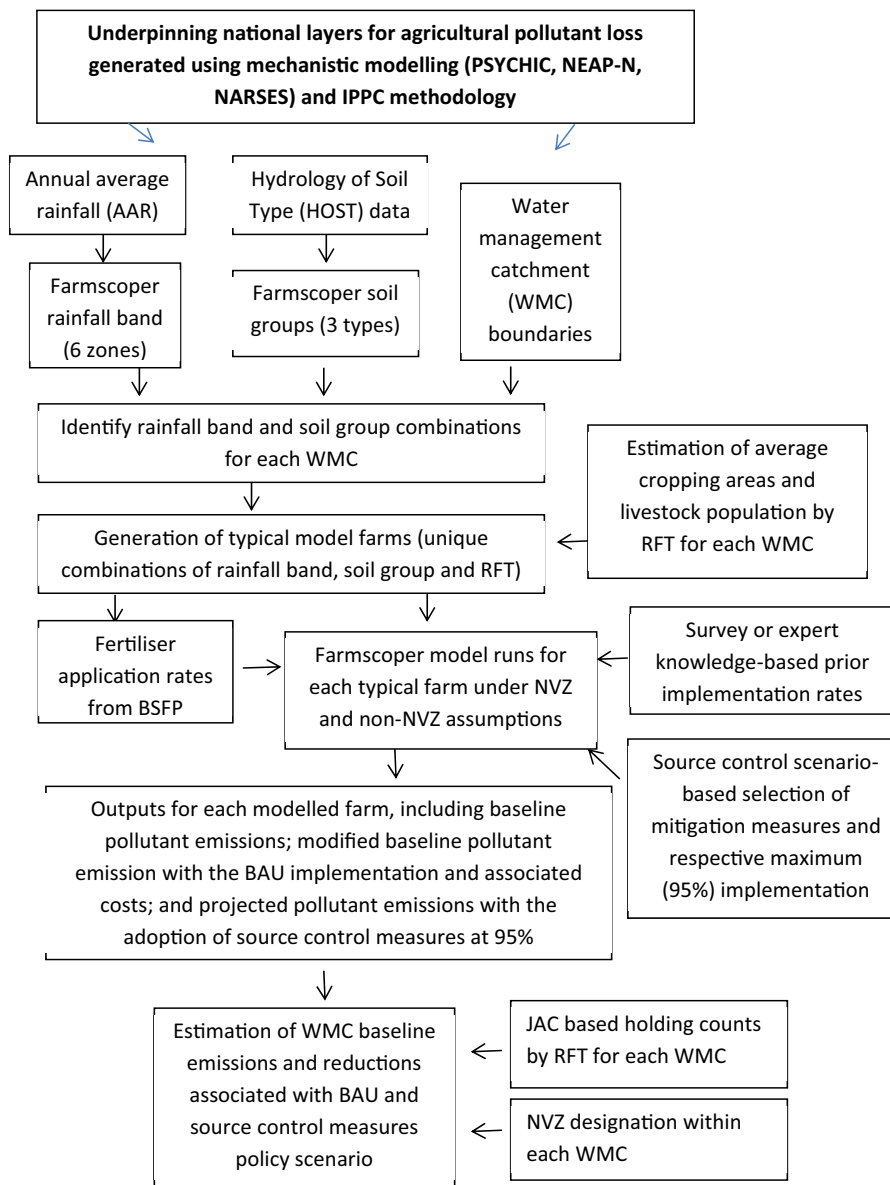 Underpinning national layers for agricultural pollutant loss
generated using mechanistic modelling (PSYCHIC, NEAP-N,
NARSES) and IPPC methodology
Annual average
rainfall (AAR)
Hydrology of Soil
Type (HOST) data
Water
management
catchment
(WMC)
boundaries
Farmscoper
rainfall band
(6 zones)
Farmscoper soil
groups (3 types)
Identify rainfall band and soil group combinations
for each WMC
Estimation of average
cropping areas and
livestock population by
RFT for each WMC
Generation of typical model farms (unique
combinations of rainfall band, soil group and RFT)
Fertiliser
application rates
from BSFP
Farmscoper model runs for
each typical farm under NVZ
and non-NVZ assumptions
Survey or expert
knowledge-based prior
implementation rates
Source control scenario-
based selection of
mitigation measures and
respective maximum
(95%) implementation
Outputs for each modelled farm, including baseline
pollutant emissions; modified baseline pollutant
emission with the BAU implementation and associated
costs; and projected pollutant emissions with the
adoption of source control measures at 95%
Estimation of WMC baseline
emissions and reductions
associated with BAU and
source control measures
policy scenario
JAC based holding counts
by RFT for each WMC
NVZ designation within
each WMC